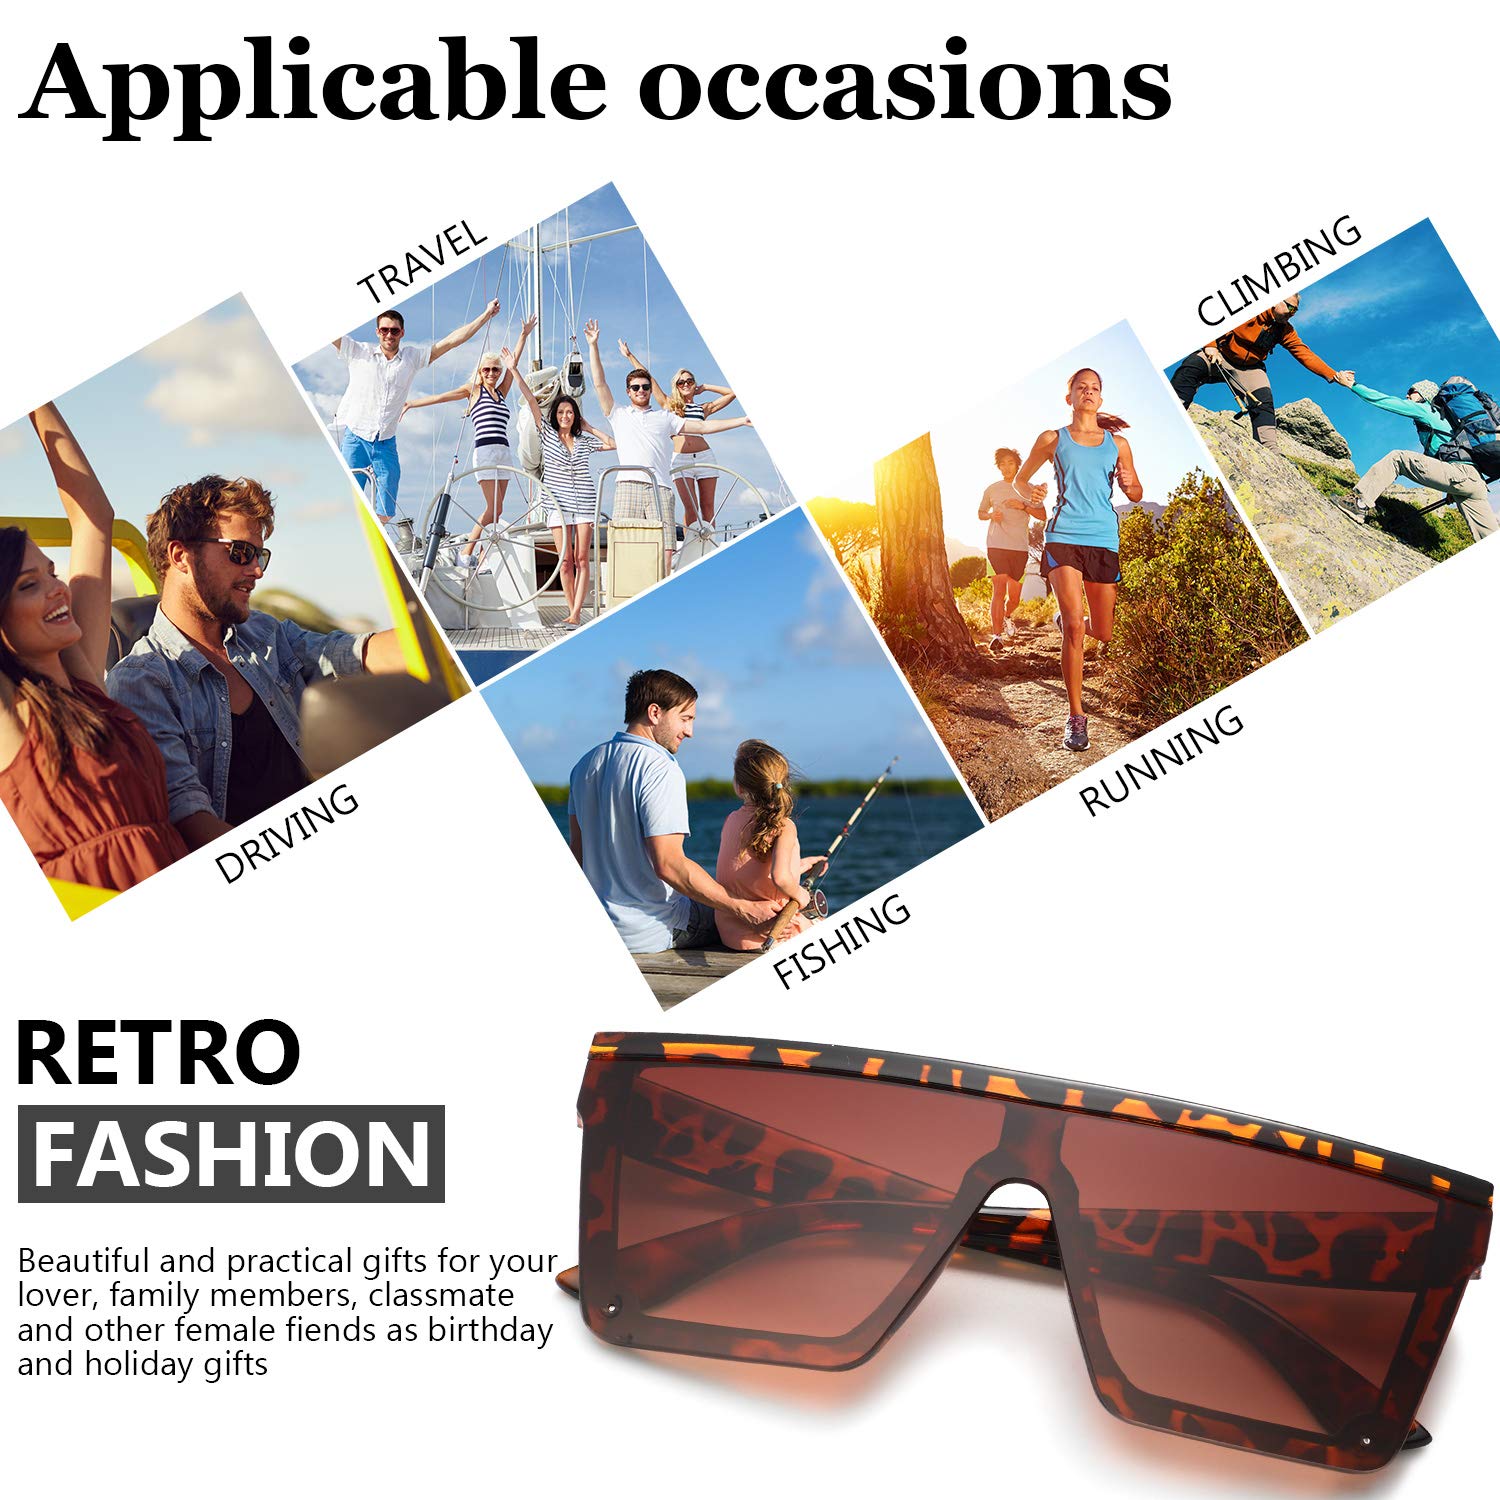 Applicable occasions
TRAVEL
CLIMBING
DRIVING
RUNNING
FISHING
RETRO
FASHION
Beautiful and practical gifts for your
lover, family members, classmate
and other female fiends as birthday
and holiday gifts